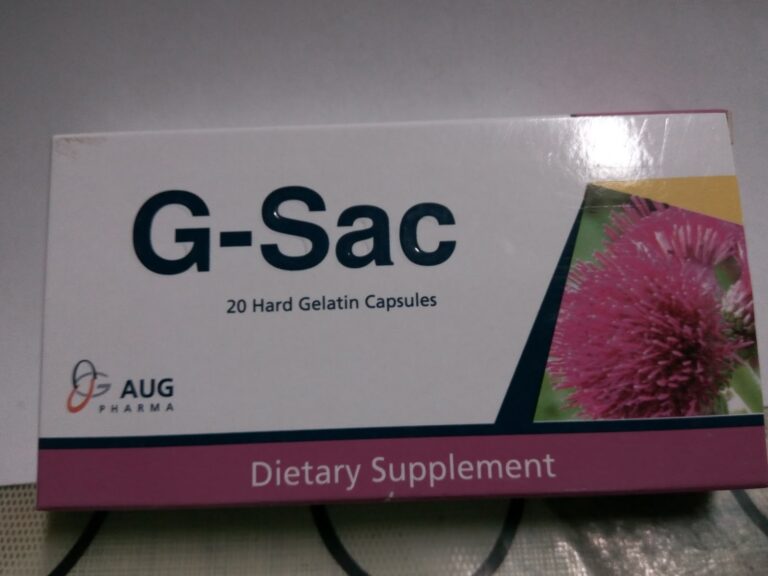 G-Sac
20 Hard Gelatin Capsules
AUG
PHARMA
Dietary Supplement